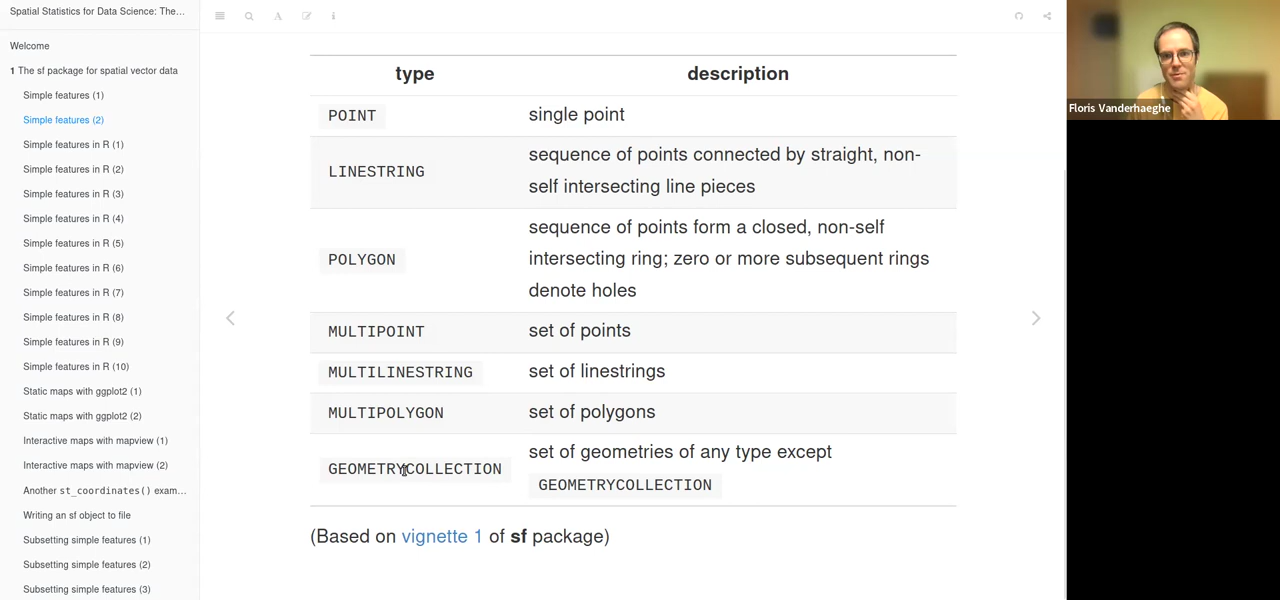 Spatial Statistics for Data Science: The…
Welcome
1 The sf package for spatial vector data
Simple features (1)
Simple features (2)
Simple features in R (1)
Simple features in R (2)
Simple features in R (3)
Simple features in R (4)
Simple features in R (5)
Simple features in R (6)
Simple features in R (7)
Simple features in R (8)
Simple features in R (9)
Simple features in R (10)
Static maps with ggplot2 (1)
Static maps with ggplot2 (2)
Interactive maps with mapview (1)
Interactive maps with mapview (2)
Another st_coordinates() exam…
Writing an sf object to file
Subsetting simple features (1)
Subsetting simple features (2)
Subsetting simple features (3)
type description
POINT single point
LINESTRING sequence of points connected by straight, non-
self intersecting line pieces
POLYGON sequence of points form a closed, non-self
intersecting ring; zero or more subsequent rings
denote holes
MULTIPOINT set of points
MULTILINESTRING set of linestrings
MULTIPOLYGON set of polygons
GEOMETRYCOLLECTION set of geometries of any type except
GEOMETRYCOLLECTION
(Based on vignette 1 of sf package)
Floris Vanderhaeghe